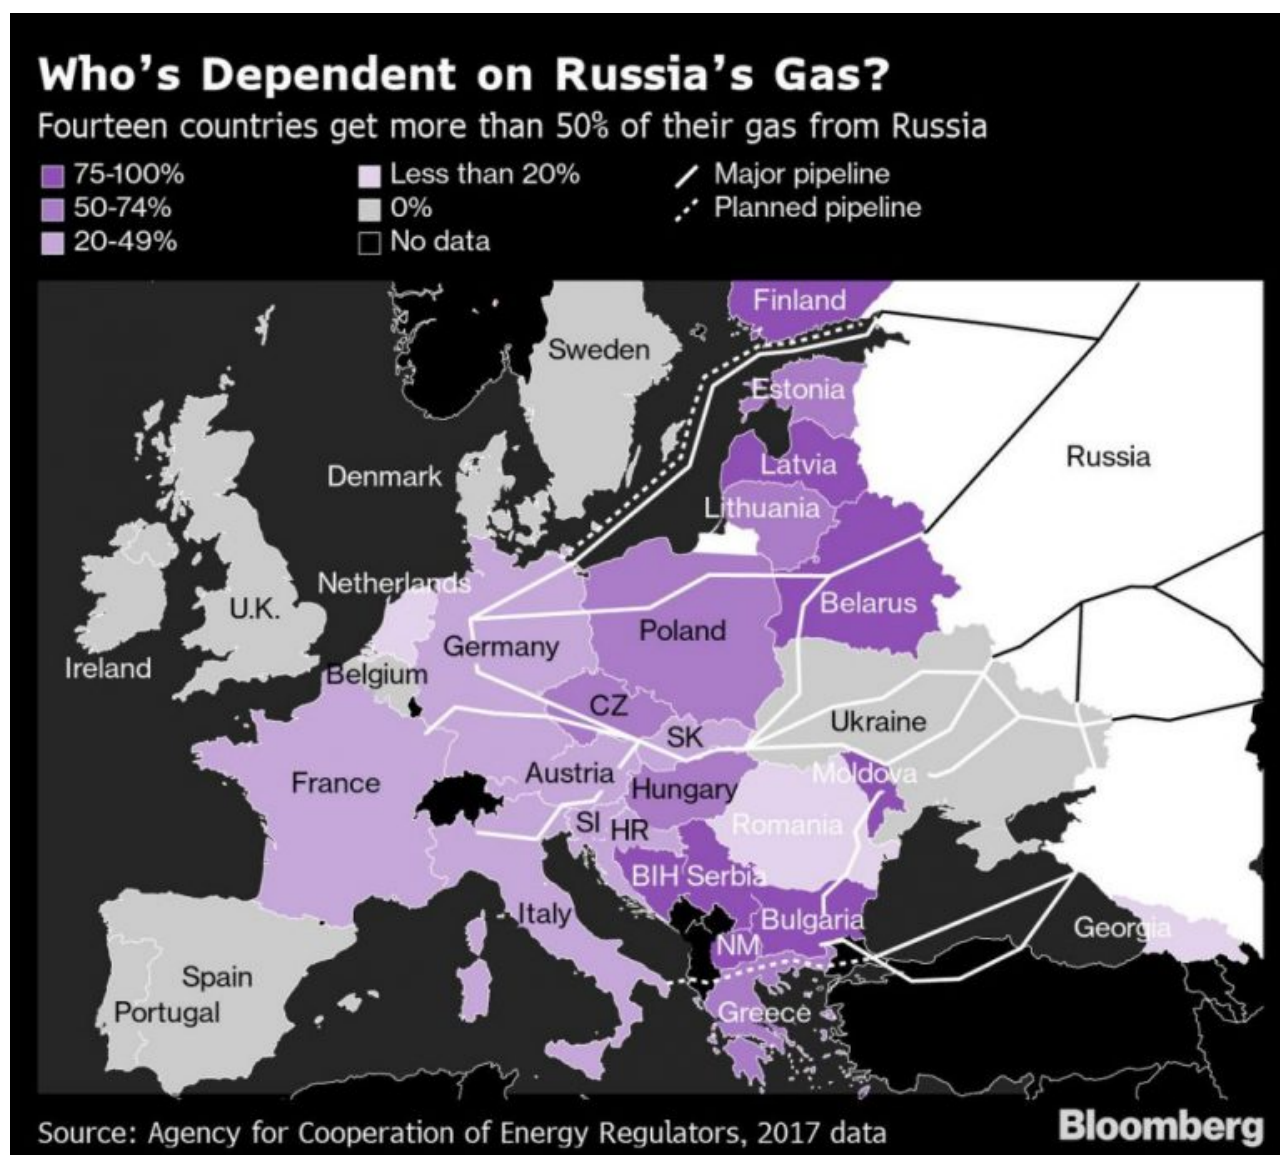 Who's Dependent on Russia's Gas?
Fourteen countries get more than 50% of their gas from Russia
75-100%
Less than 20%
Major pipeline
50-74%
0%
Planned pipeline
20-49%
No data
Finland
Sweden
Estonia
Russia
Latvia
Denmark
Lithuania
Netherlands
U.K.
Belarus
Poland
Germany
Ireland
Belgium
CZ
Ukraine
SK
Austria
Moldova
France
Hungary
SI
HR
Romania
BIH
Serbia
Italy
Bulgaria
Georgia
NM
Spain
Portugal
Greece
Source: Agency for Cooperation of Energy Regulators, 2017 data
Bloomberg